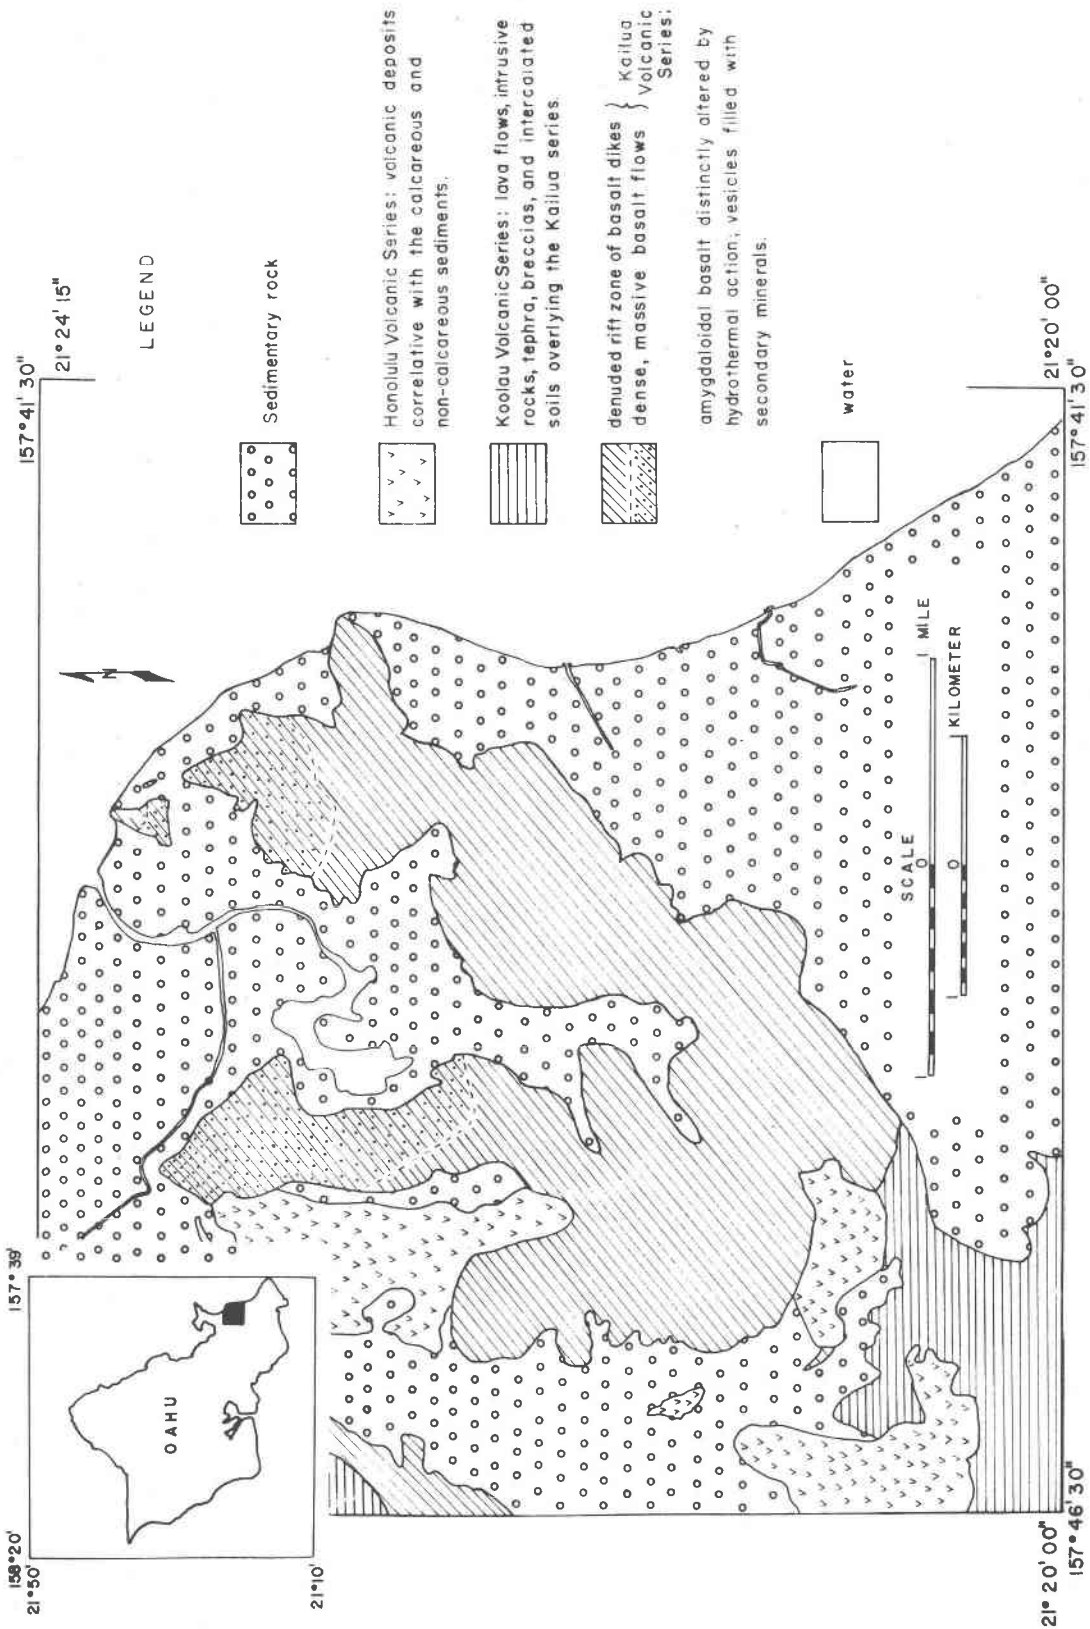 158°20'
157°39'
157°41'30"
21°50'
21°24'15"
OAHU
21°10'
N
LEGEND
Sedimentary rock
Honolulu Volcanic Series: volcanic deposits
correlative with the calcareous and
non-calcareous sediments.
Koolau Volcanic Series: lava flows, intrusive
rocks, tephra, breccias, and intercalated
soils overlying the Kailua series.
denuded rift zone of basalt dikes } Kailua
dense, massive basalt flows } Volcanic
Series:
amygdaloidal basalt distinctly altered by
hydrothermal action; vesicles filled with
secondary minerals.
water
SCALE
1 0 1 MILE
1 0 KILOMETER
21°20'00"
157°46'30"
21°20'00"
157°41'30"